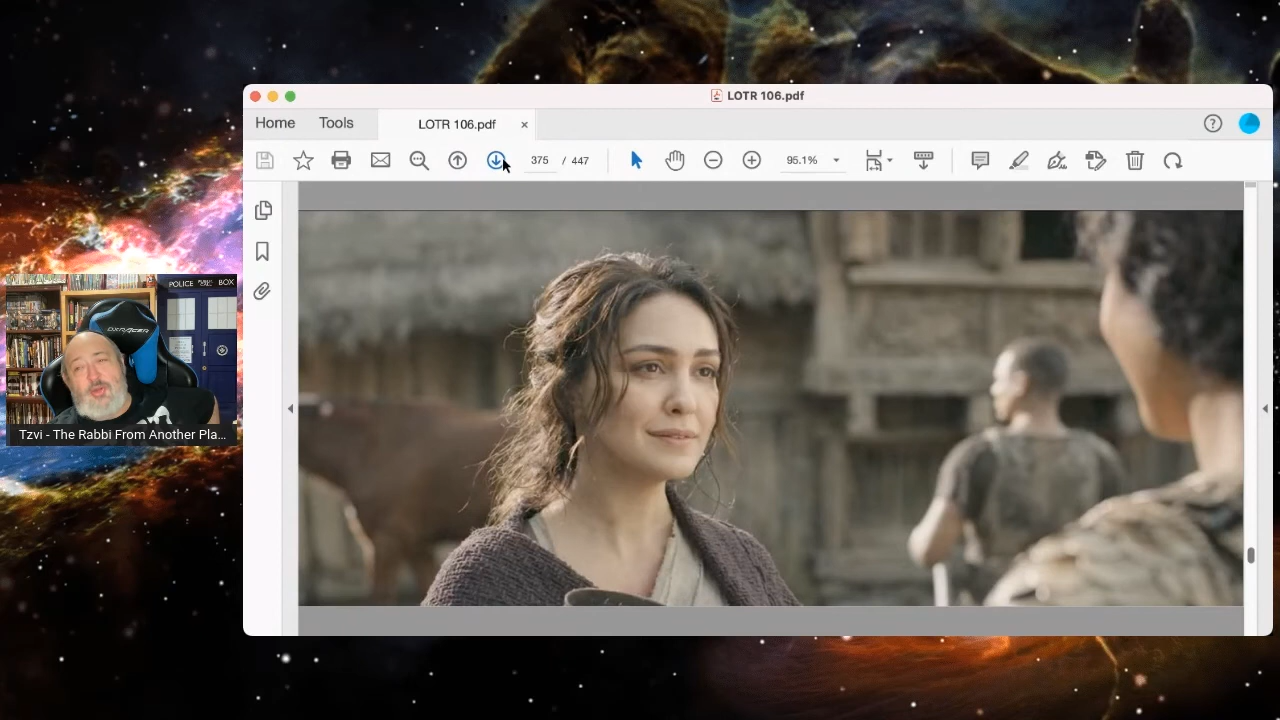 LOTR 106.pdf
Home
Tools
LOTR 106.pdf
375 / 447
95.1%
POLICE BOX
DXRACER
Tzvi - The Rabbi From Another Pla...